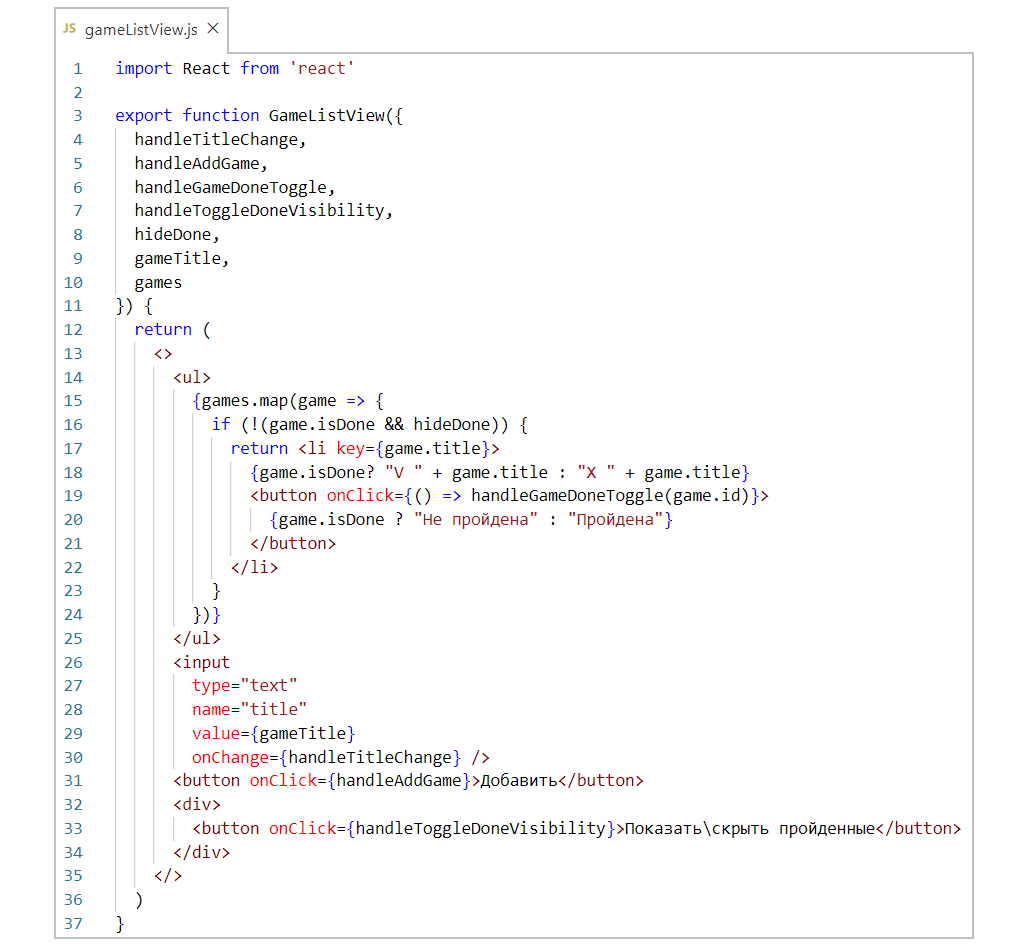 JS gameListView.js ×
1 import React from 'react'
2
3 export function GameListView({
4   handleTitleChange,
5   handleAddGame,
6   handleGameDoneToggle,
7   handleToggleDoneVisibility,
8   hideDone,
9   gameTitle,
10   games
11 }) {
12   return (
13     <>
14       <ul>
15         {games.map(game => {
16           if (!(game.isDone && hideDone)) {
17             return <li key={game.title}>
18               {game.isDone? "V " + game.title : "X " + game.title}
19               <button onClick={() => handleGameDoneToggle(game.id)}>
20                 {game.isDone ? "Не пройдена" : "Пройдена"}
21               </button>
22             </li>
23           }
24         })}
25       </ul>
26       <input
27         type="text"
28         name="title"
29         value={gameTitle}
30         onChange={handleTitleChange} />
31       <button onClick={handleAddGame}>Добавить</button>
32       <div>
33         <button onClick={handleToggleDoneVisibility}>Показать\скрыть пройденные</button>
34       </div>
35     </>
36   )
37 }